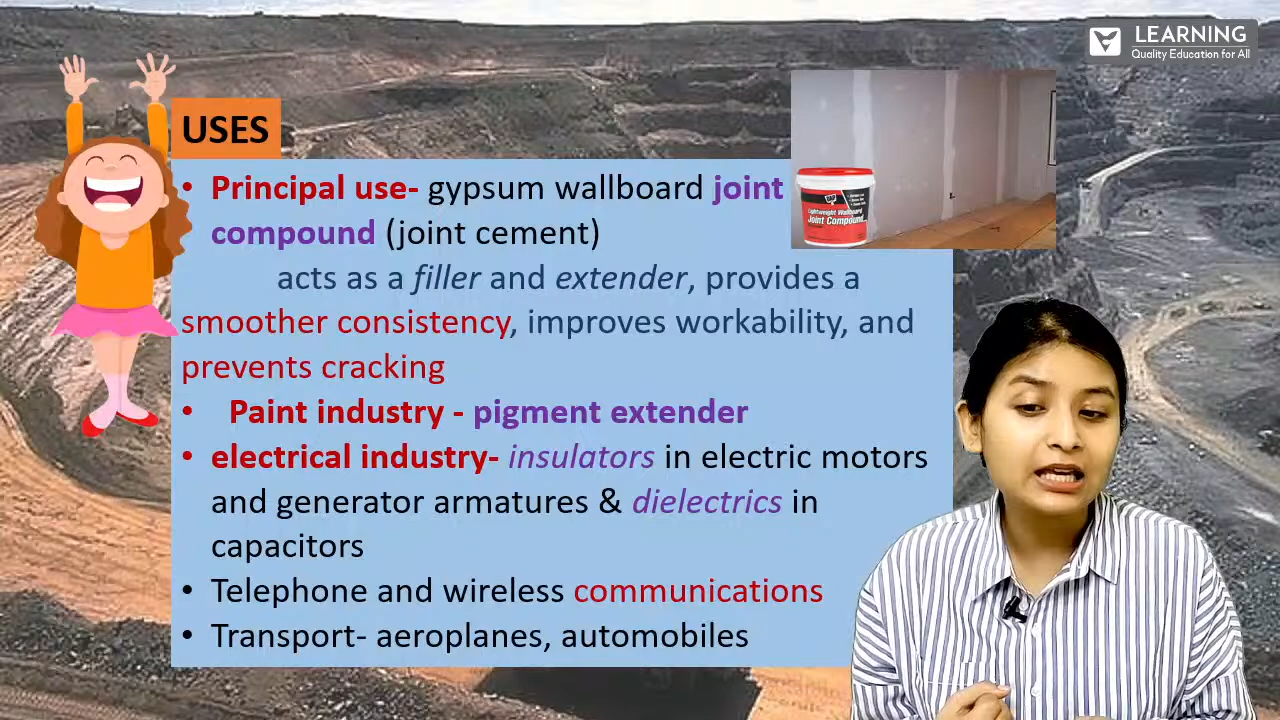 LEARNING
Quality Education for All
USES
• Principal use- gypsum wallboard joint
compound (joint cement)
acts as a filler and extender, provides a
smoother consistency, improves workability, and
prevents cracking
• Paint industry - pigment extender
• electrical industry- insulators in electric motors
and generator armatures & dielectrics in
capacitors
• Telephone and wireless communications
• Transport- aeroplanes, automobiles
Lightweight Wallboard
Joint Compound